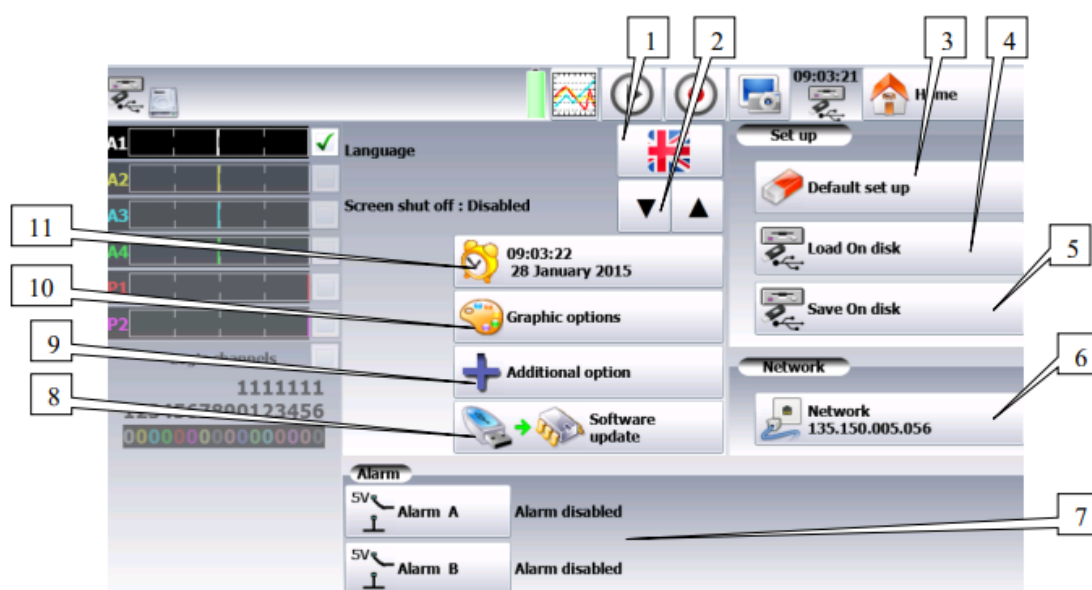 1
2
3
4
09:03:21
Home
A1
Language
Set up
A2
Default set up
A3
Screen shut off : Disabled
11
A4
09:03:22
28 January 2015
Load On disk
5
10
P1
Graphic options
Save On disk
P2
9
channels
Additional option
Network
6
1111111
1234567890123456
8
Software
update
Network
135.150.005.056
0000000000000000
Alarm
5V
Alarm A
Alarm disabled
7
5V
Alarm B
Alarm disabled